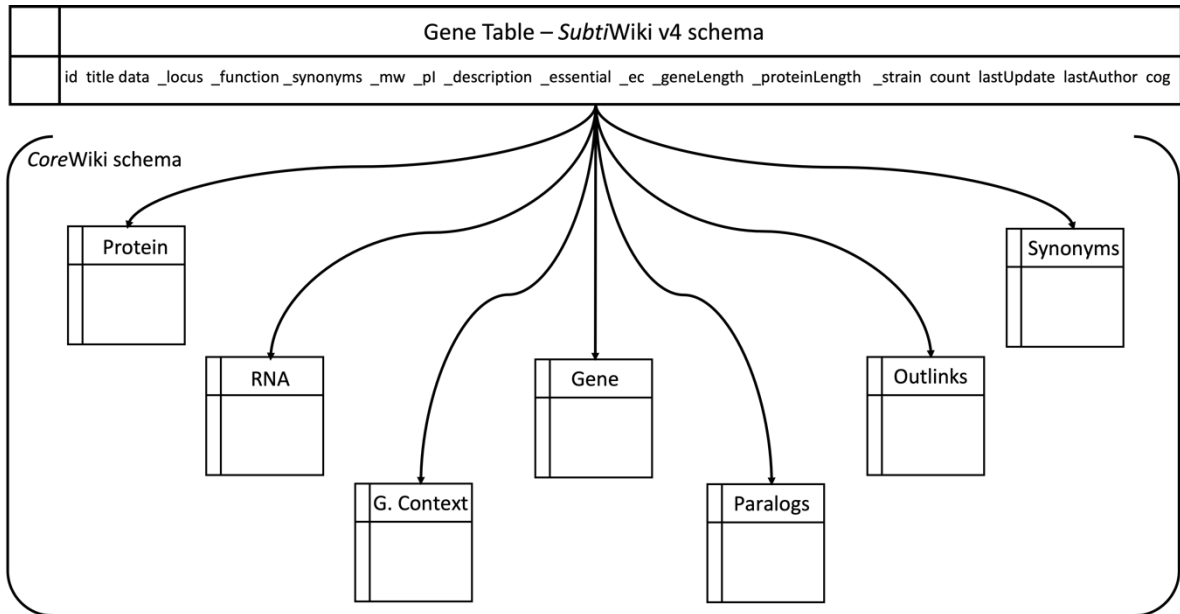 Gene Table – SubtiWiki v4 schema
id title data _locus _function _synonyms _mw _pI _description _essential _ec _geneLength _proteinLength _strain count lastUpdate lastAuthor cog
CoreWiki schema
Protein
Synonyms
RNA
Gene
Outlinks
G. Context
Paralogs